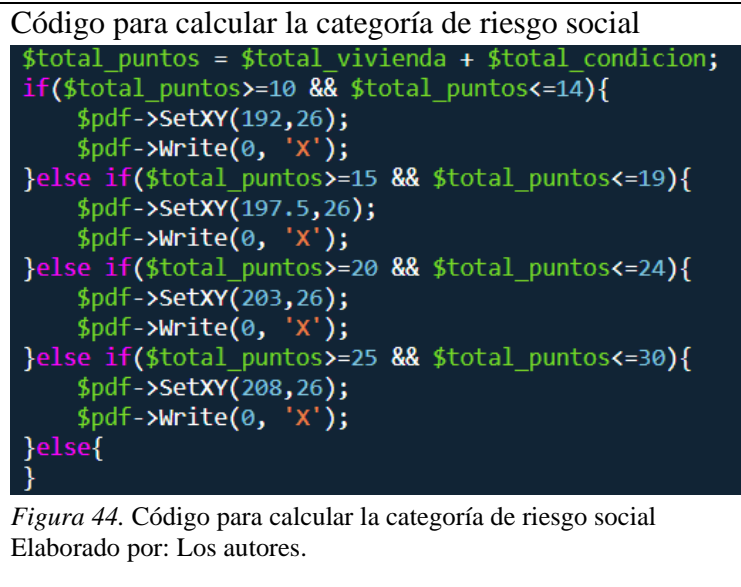 Código para calcular la categoría de riesgo social
$total_puntos = $total_vivienda + $total_condicion;
if($total_puntos>=10 && $total_puntos<=14){
    $pdf->SetXY(192,26);
    $pdf->Write(0, 'X');
}else if($total_puntos>=15 && $total_puntos<=19){
    $pdf->SetXY(197.5,26);
    $pdf->Write(0, 'X');
}else if($total_puntos>=20 && $total_puntos<=24){
    $pdf->SetXY(203,26);
    $pdf->Write(0, 'X');
}else if($total_puntos>=25 && $total_puntos<=30){
    $pdf->SetXY(208,26);
    $pdf->Write(0, 'X');
}else{
}
Figura 44. Código para calcular la categoría de riesgo social
Elaborado por: Los autores.